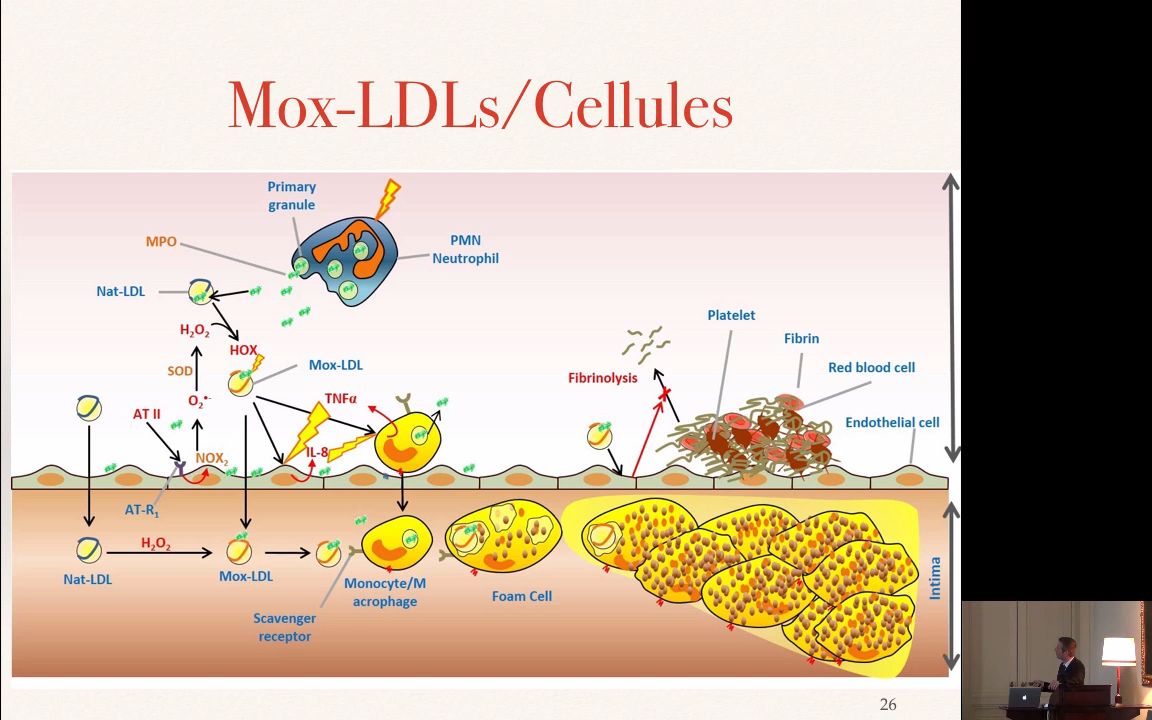 Mox-LDLs/Cellules
Primary
granule
MPO
PMN
Neutrophil
Nat-LDL
H₂O₂
HOX
SOD
Mox-LDL
O₂•-
TNFα
AT II
IL-8
NOX₂
AT-R₁
Platelet
Fibrin
Fibrinolysis
Red blood cell
Endothelial cell
H₂O₂
Nat-LDL
Mox-LDL
Monocyte/M
acrophage
Scavenger
receptor
Foam Cell
Intima
26